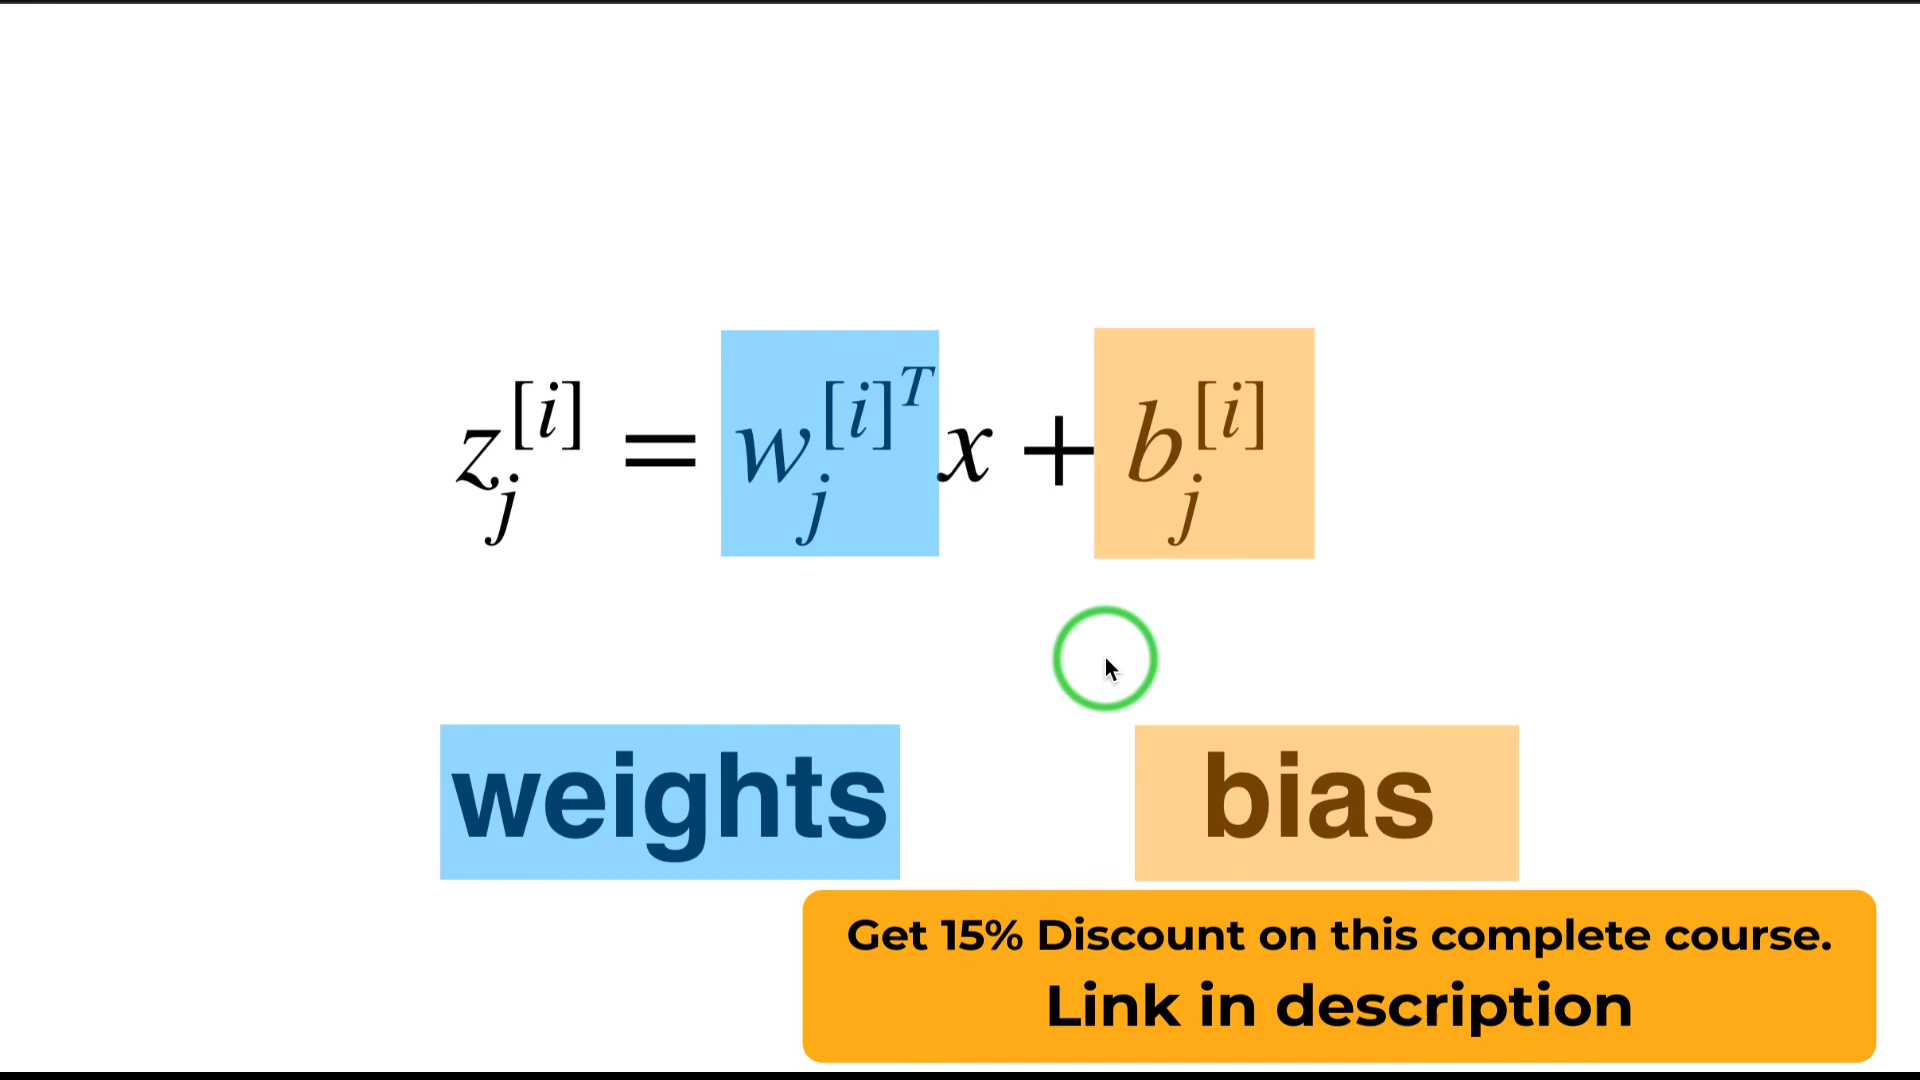 z_j^{[i]} = w_j^{[i]^T} x + b_j^{[i]}
weights
bias
Get 15% Discount on this complete course.
Link in description